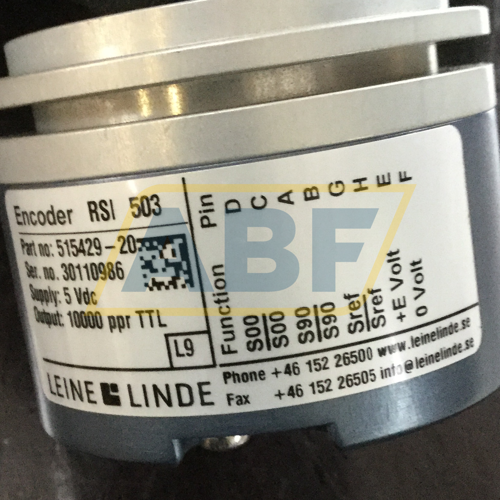 Encoder RSI 503
Part no: 515429-20
Ser. no. 30110986
Supply: 5 Vdc
Output: 10000 ppr TTL
L9
LEINE LINDE
Function Pin
S00 D
S00 C
S90 A
S90 B
Sref G
Sref H
+E Volt E
0 Volt F
Phone +46 152 26500 www.leinelinde.se
Fax +46 152 26505 info@leinelinde.se
ABF